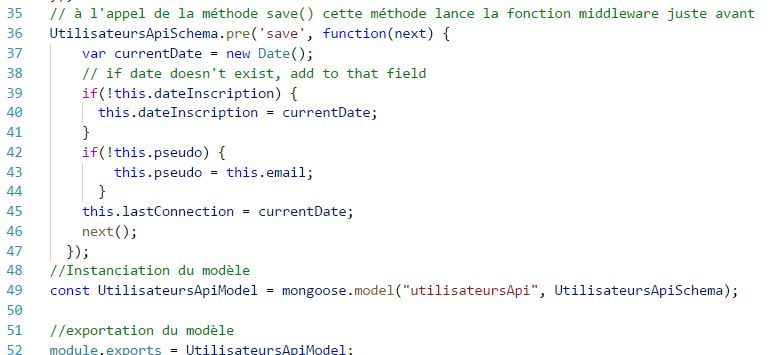 35 // à l'appel de la méthode save() cette méthode lance la fonction middleware juste avant
36 UtilisateursApiSchema.pre('save', function(next) {
37 var currentDate = new Date();
38 // if date doesn't exist, add to that field
39 if(!this.dateInscription) {
40 this.dateInscription = currentDate;
41 }
42 if(!this.pseudo) {
43 this.pseudo = this.email;
44 }
45 this.lastConnection = currentDate;
46 next();
47 });
48 //Instanciation du modèle
49 const UtilisateursApiModel = mongoose.model("utilisateursApi", UtilisateursApiSchema);
50
51 //exportation du modèle
52 module.exports = UtilisateursApiModel;